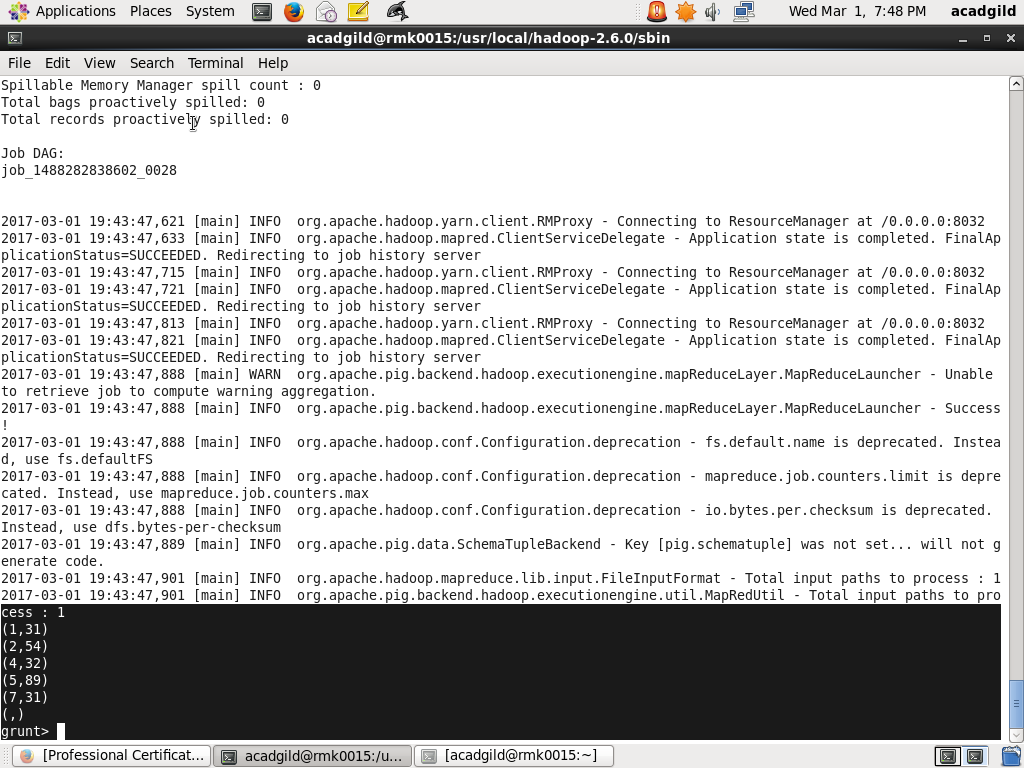 Applications Places System Wed Mar 1, 7:48 PM acadgild
acadgild@rmk0015:/usr/local/hadoop-2.6.0/sbin
File Edit View Search Terminal Help
Spillable Memory Manager spill count : 0
Total bags proactively spilled: 0
Total records proactively spilled: 0
Job DAG:
job_1488282838602_0028
2017-03-01 19:43:47,621 [main] INFO  org.apache.hadoop.yarn.client.RMProxy - Connecting to ResourceManager at /0.0.0.0:8032
2017-03-01 19:43:47,633 [main] INFO  org.apache.hadoop.mapred.ClientServiceDelegate - Application state is completed. FinalAp
plicationStatus=SUCCEEDED. Redirecting to job history server
2017-03-01 19:43:47,715 [main] INFO  org.apache.hadoop.yarn.client.RMProxy - Connecting to ResourceManager at /0.0.0.0:8032
2017-03-01 19:43:47,721 [main] INFO  org.apache.hadoop.mapred.ClientServiceDelegate - Application state is completed. FinalAp
plicationStatus=SUCCEEDED. Redirecting to job history server
2017-03-01 19:43:47,813 [main] INFO  org.apache.hadoop.yarn.client.RMProxy - Connecting to ResourceManager at /0.0.0.0:8032
2017-03-01 19:43:47,821 [main] INFO  org.apache.hadoop.mapred.ClientServiceDelegate - Application state is completed. FinalAp
plicationStatus=SUCCEEDED. Redirecting to job history server
2017-03-01 19:43:47,888 [main] WARN  org.apache.pig.backend.hadoop.executionengine.mapReduceLayer.MapReduceLauncher - Unable
to retrieve job to compute warning aggregation.
2017-03-01 19:43:47,888 [main] INFO  org.apache.pig.backend.hadoop.executionengine.mapReduceLayer.MapReduceLauncher - Success
!
2017-03-01 19:43:47,888 [main] INFO  org.apache.hadoop.conf.Configuration.deprecation - fs.default.name is deprecated. Instea
d, use fs.defaultFS
2017-03-01 19:43:47,888 [main] INFO  org.apache.hadoop.conf.Configuration.deprecation - mapreduce.job.counters.limit is depre
cated. Instead, use mapreduce.job.counters.max
2017-03-01 19:43:47,888 [main] INFO  org.apache.hadoop.conf.Configuration.deprecation - io.bytes.per.checksum is deprecated.
Instead, use dfs.bytes-per-checksum
2017-03-01 19:43:47,889 [main] INFO  org.apache.pig.data.SchemaTupleBackend - Key [pig.schematuple] was not set... will not g
enerate code.
2017-03-01 19:43:47,901 [main] INFO  org.apache.hadoop.mapreduce.lib.input.FileInputFormat - Total input paths to process : 1
2017-03-01 19:43:47,901 [main] INFO  org.apache.pig.backend.hadoop.executionengine.util.MapRedUtil - Total input paths to pro
cess : 1
(1,31)
(2,54)
(4,32)
(5,89)
(7,31)
(,)
grunt>
[Professional Certificat... acadgild@rmk0015:/u... [acadgild@rmk0015:~]